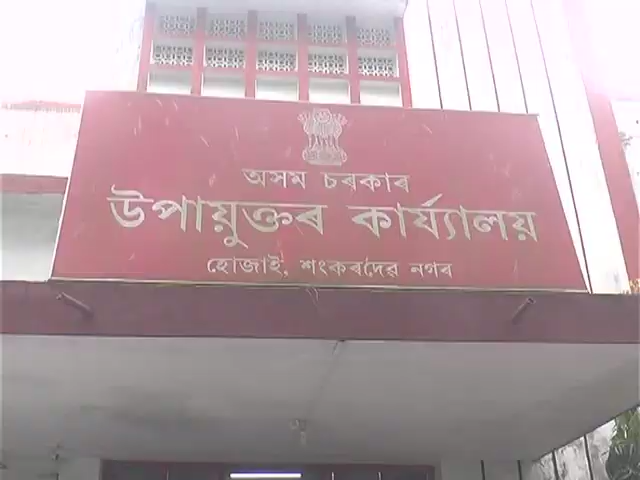 অসম চৰকাৰ
উপায়ুক্তৰ কাৰ্য্যালয়
হোজাই, শংকৰদৈৱ নগৰ